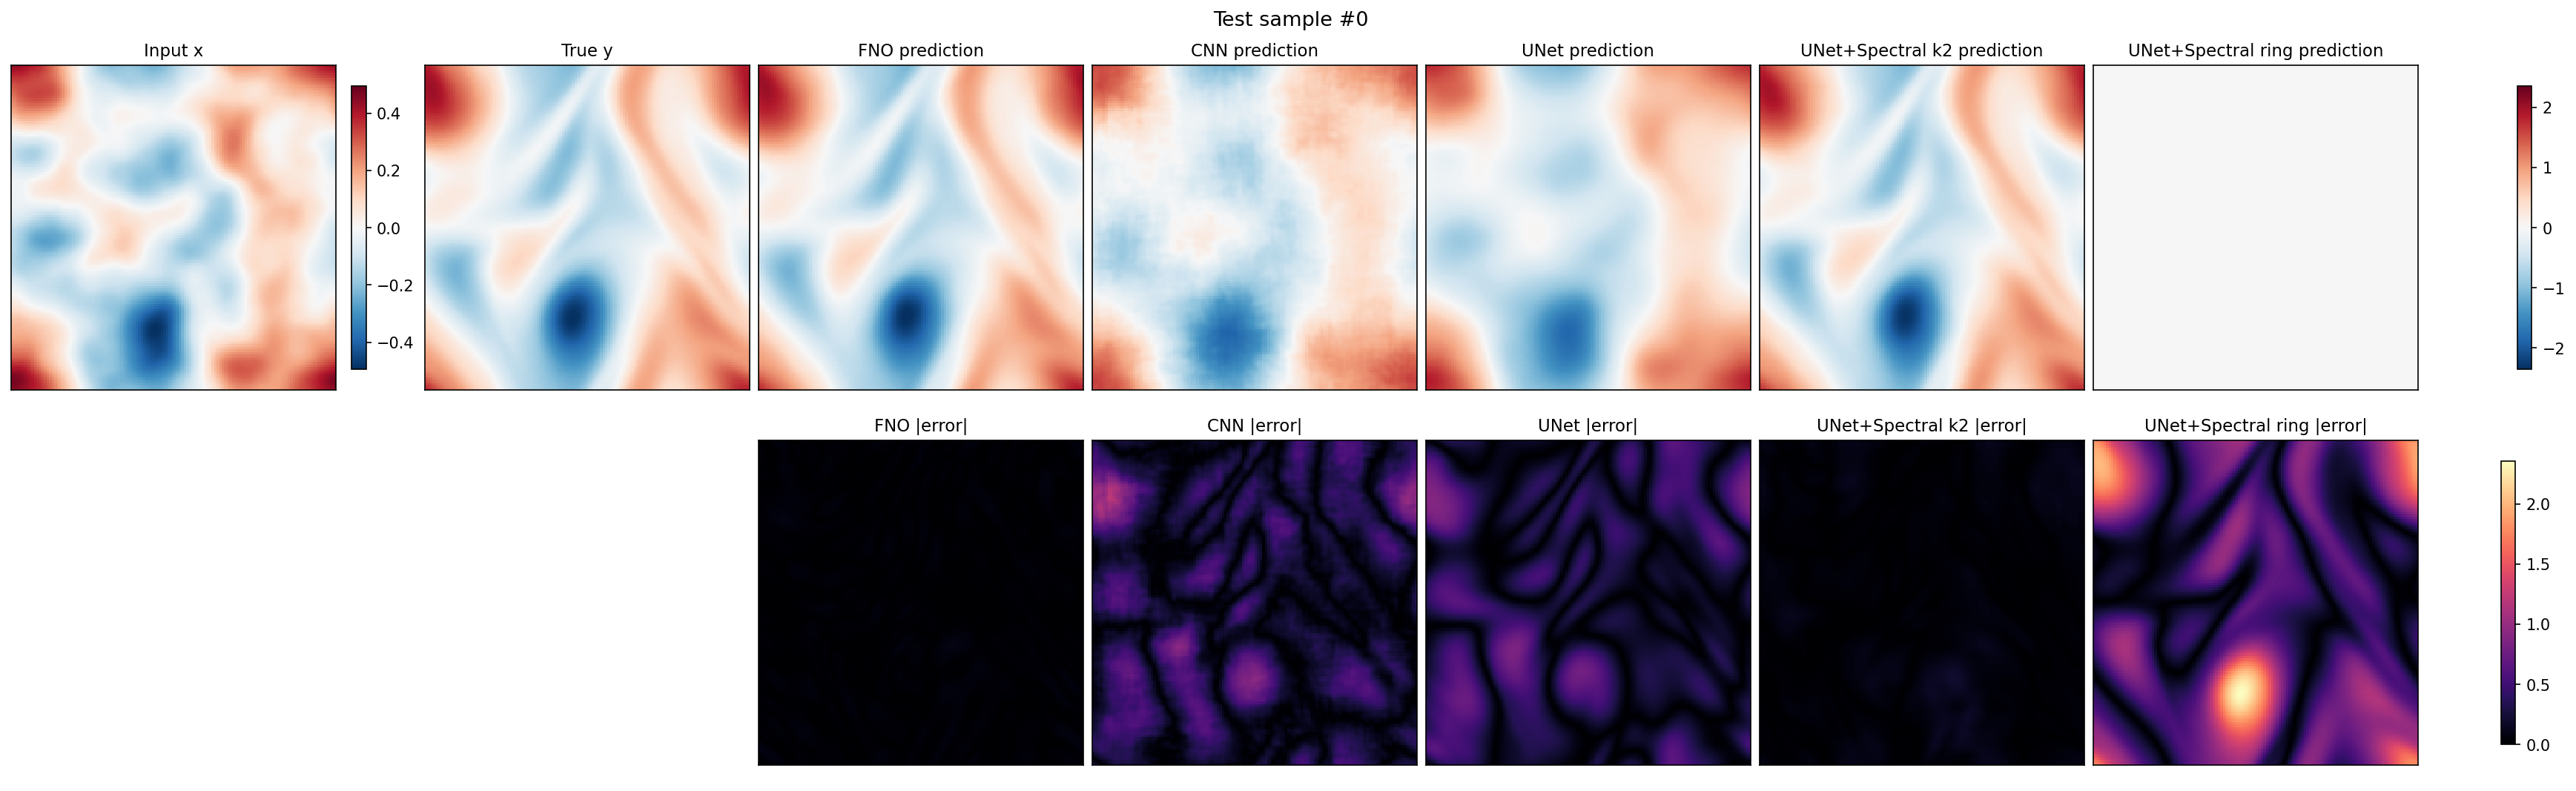 Test sample #0
Input x
True y
FNO prediction
CNN prediction
UNet prediction
UNet+Spectral k2 prediction
UNet+Spectral ring prediction
0.4
0.2
0.0
−0.2
−0.4
2
1
0
−1
−2
FNO |error|
CNN |error|
UNet |error|
UNet+Spectral k2 |error|
UNet+Spectral ring |error|
2.0
1.5
1.0
0.5
0.0